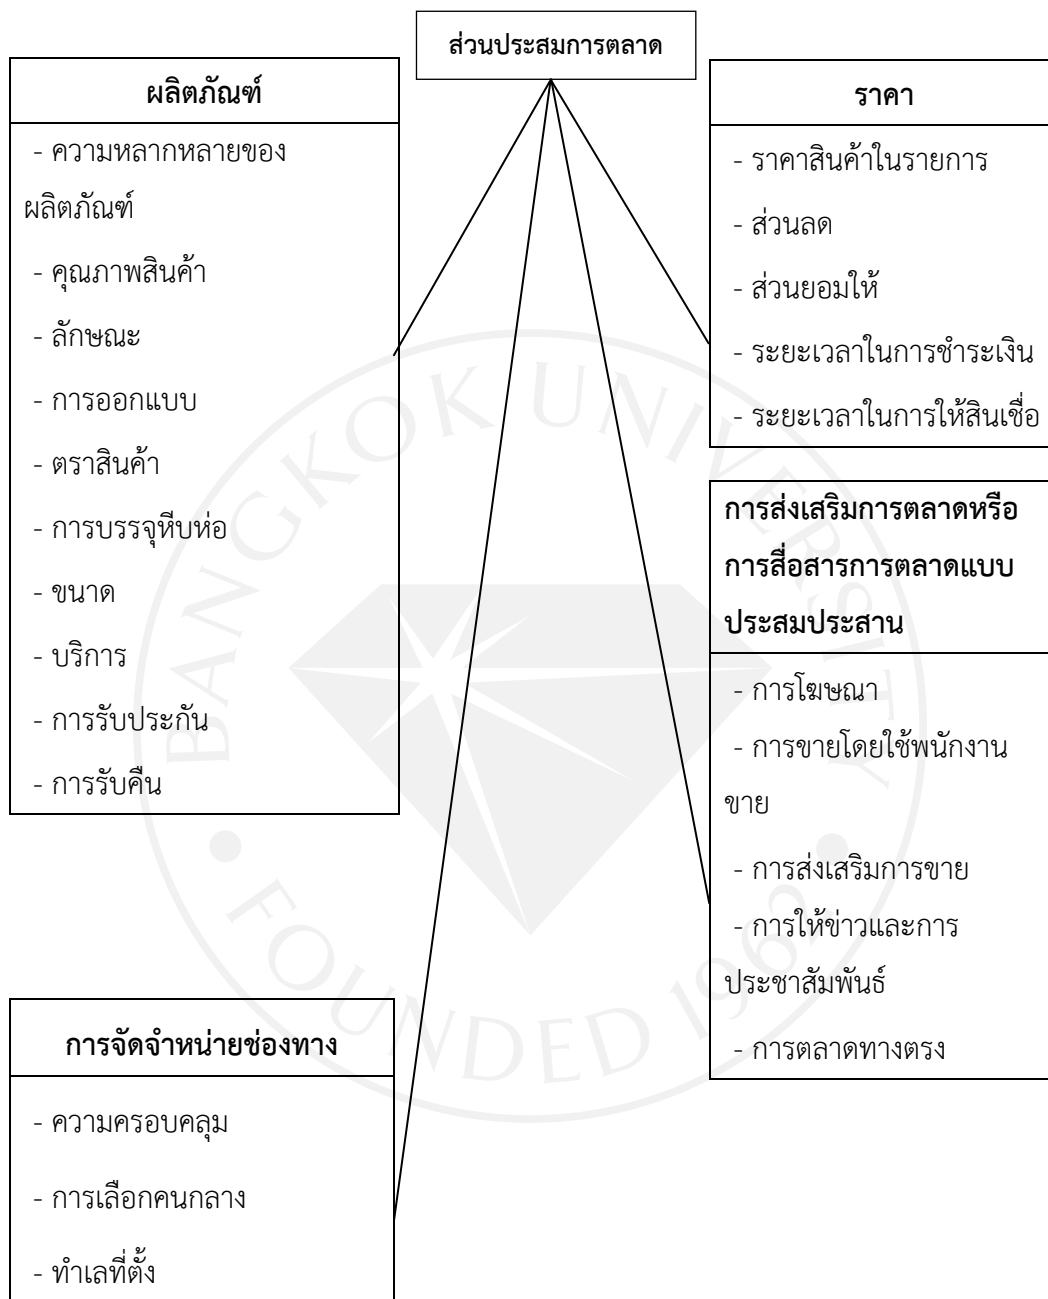 ส่วนประสมการตลาด
ผลิตภัณฑ์
- ความหลากหลายของ
ผลิตภัณฑ์
- คุณภาพสินค้า
- ลักษณะ
- การออกแบบ
- ตราสินค้า
- การบรรจุหีบห่อ
- ขนาด
- บริการ
- การรับประกัน
- การรับคืน
ราคา
- ราคาสินค้าในรายการ
- ส่วนลด
- ส่วนยอมให้
- ระยะเวลาในการชำระเงิน
- ระยะเวลาในการให้สินเชื่อ
การส่งเสริมการตลาดหรือ
การสื่อสารการตลาดแบบ
ประสมประสาน
- การโฆษณา
- การขายโดยใช้พนักงาน
ขาย
- การส่งเสริมการขาย
- การให้ข่าวและการ
ประชาสัมพันธ์
- การตลาดทางตรง
การจัดจำหน่ายช่องทาง
- ความครอบคลุม
- การเลือกคนกลาง
- ทำเลที่ตั้ง
BANGKOK UNIVERSITY
• FOUNDED 1962 •